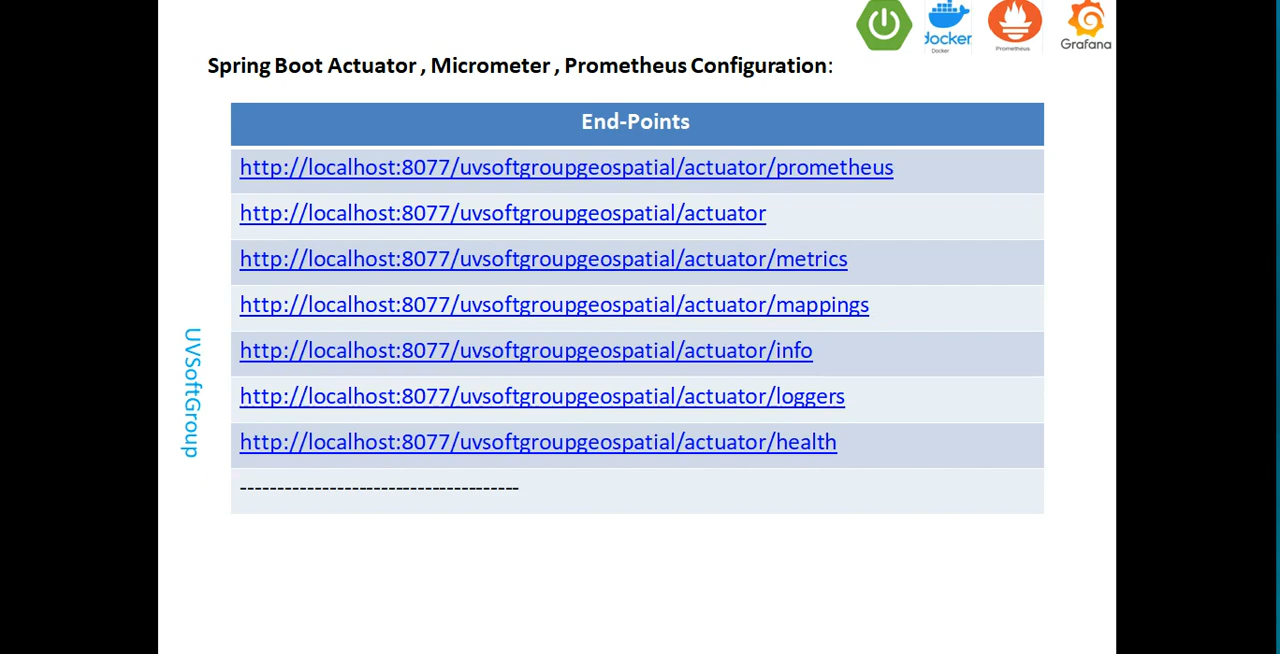 docker
Docker
Prometheus
Grafana
Spring Boot Actuator , Micrometer , Prometheus Configuration:
End-Points
http://localhost:8077/uvsoftgroupgeospatial/actuator/prometheus
http://localhost:8077/uvsoftgroupgeospatial/actuator
http://localhost:8077/uvsoftgroupgeospatial/actuator/metrics
http://localhost:8077/uvsoftgroupgeospatial/actuator/mappings
http://localhost:8077/uvsoftgroupgeospatial/actuator/info
http://localhost:8077/uvsoftgroupgeospatial/actuator/loggers
http://localhost:8077/uvsoftgroupgeospatial/actuator/health
--------------------------------------
UVSoftGroup